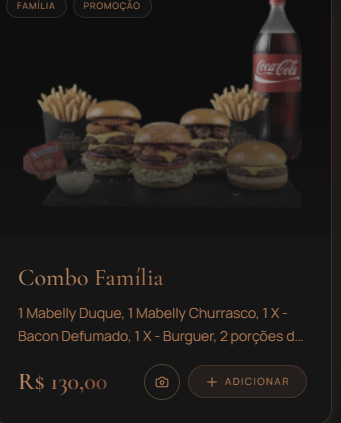 FAMÍLIA
PROMOÇÃO
Coca-Cola
Combo Família
1 Mabelly Duque, 1 Mabelly Churrasco, 1 X -
Bacon Defumado, 1 X - Burguer, 2 porções d...
R$ 130,00
+ ADICIONAR